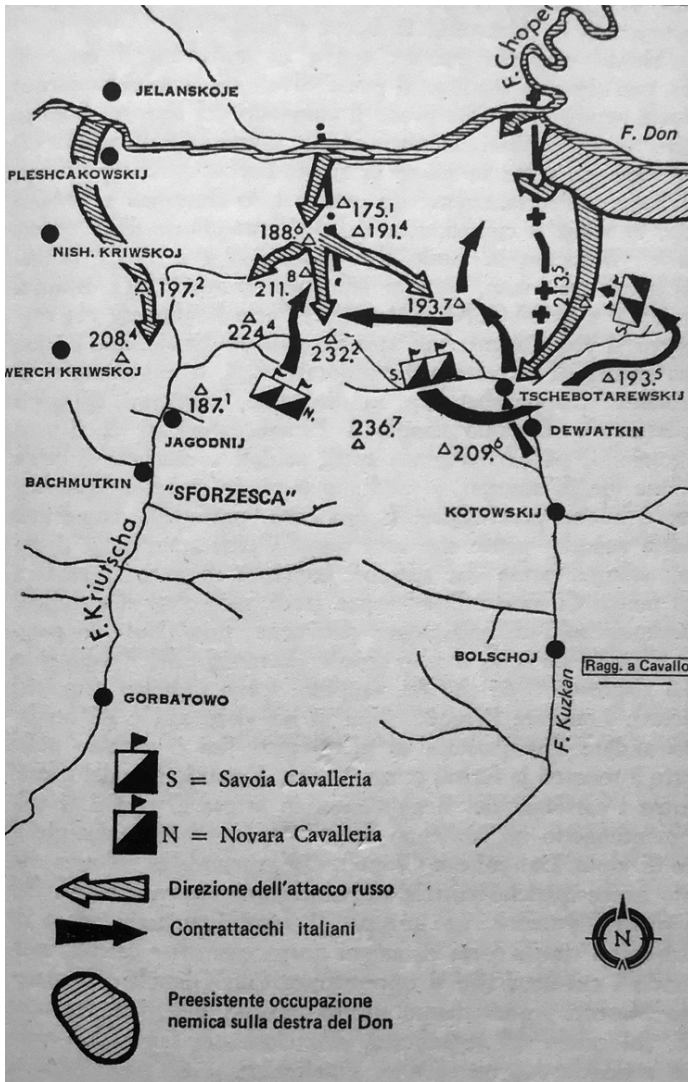 F. Choper
JELANSKOJE
F. Don
PLESHCAKOWSKIJ
175.1
188.6
191.4
NISH. KRIWSKOJ
197.2
211.8
193.7
213.5
S.
208.4
224.4
232.2
WERCH KRIWSKOJ
S.
193.5
187.1
N.
TSCHEBOTAREWSKIJ
JAGODNIJ
236.7
DEWJATKIN
209.6
BACHMUTKIN
"SFORZESCA"
KOTOWSKIJ
F. Kriutscha
BOLSCHOJ
Ragg. a Cavallo
GORBATOWO
F. Kuzkan
S = Savoia Cavalleria
N = Novara Cavalleria
Direzione dell'attacco russo
Contrattacchi italiani
N
Preesistente occupazione
nemica sulla destra del Don